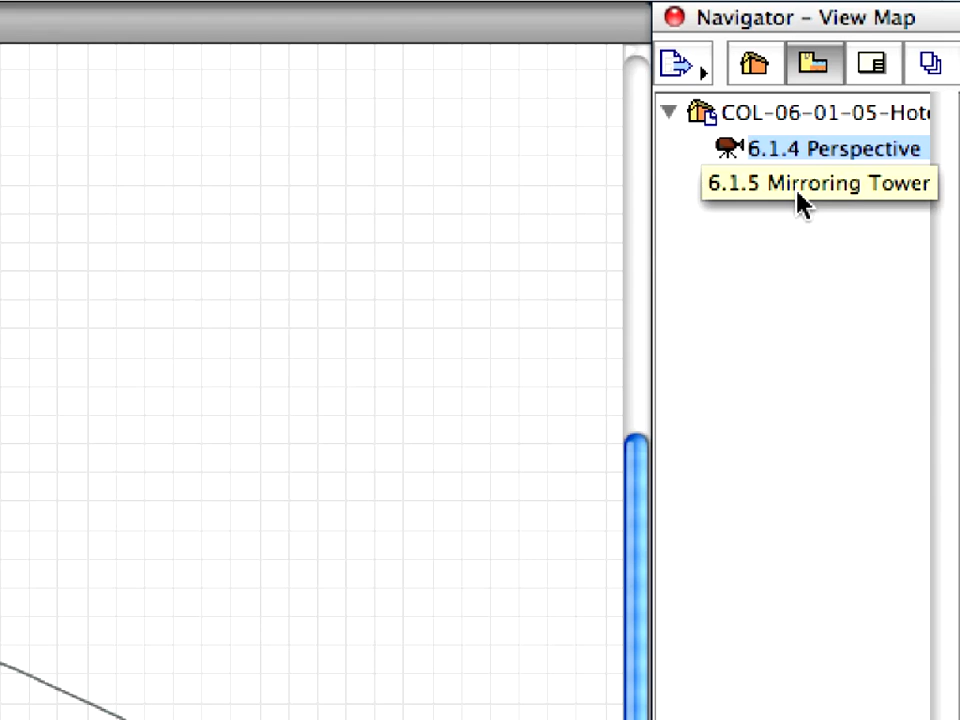 Navigator - View Map
COL-06-01-05-Hot
6.1.4 Perspective
6.1.5 Mirroring Tower